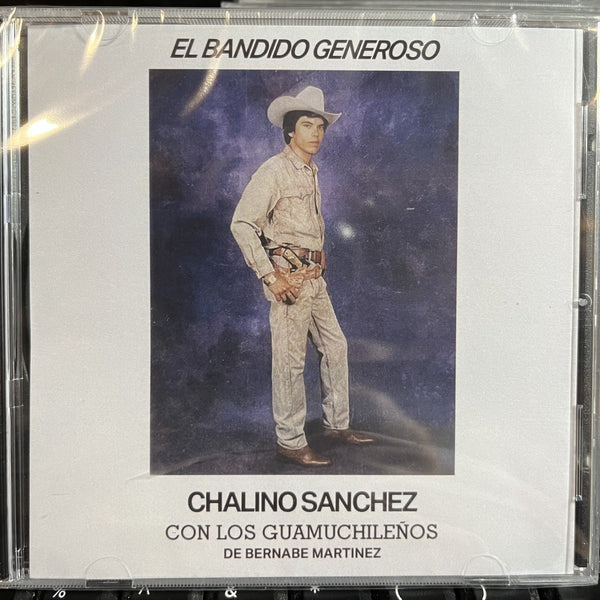 EL BANDIDO GENEROSO
CHALINO SANCHEZ
CON LOS GUAMUCHILEÑOS
DE BERNABE MARTINEZ
% & *